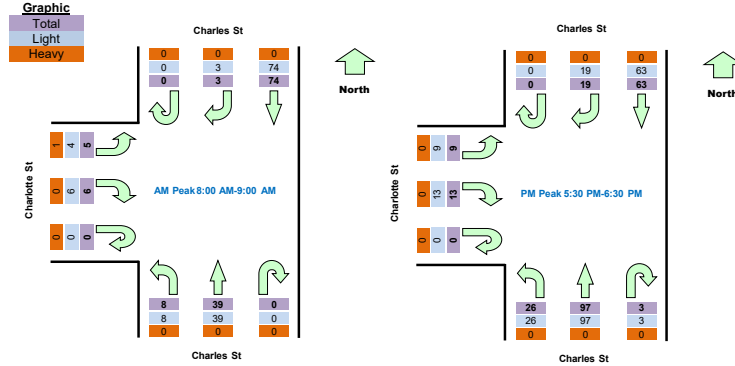 Graphic
Total
Light
Heavy
Charles St
0 0 0
0 3 74
0 3 74
North
Charlotte St
1 4 5
0 6 6
0 0 0
AM Peak 8:00 AM-9:00 AM
8 39 0
8 39 0
0 0 0
Charles St
Charles St
0 0 0
0 19 63
0 19 63
North
Charlotte St
0 9 9
0 13 13
0 0 0
PM Peak 5:30 PM-6:30 PM
26 97 3
26 97 3
0 0 0
Charles St